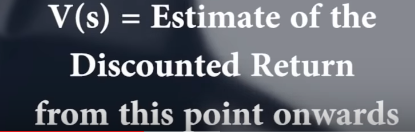 V(s) = Estimate of the
Discounted Return
from this point onwards